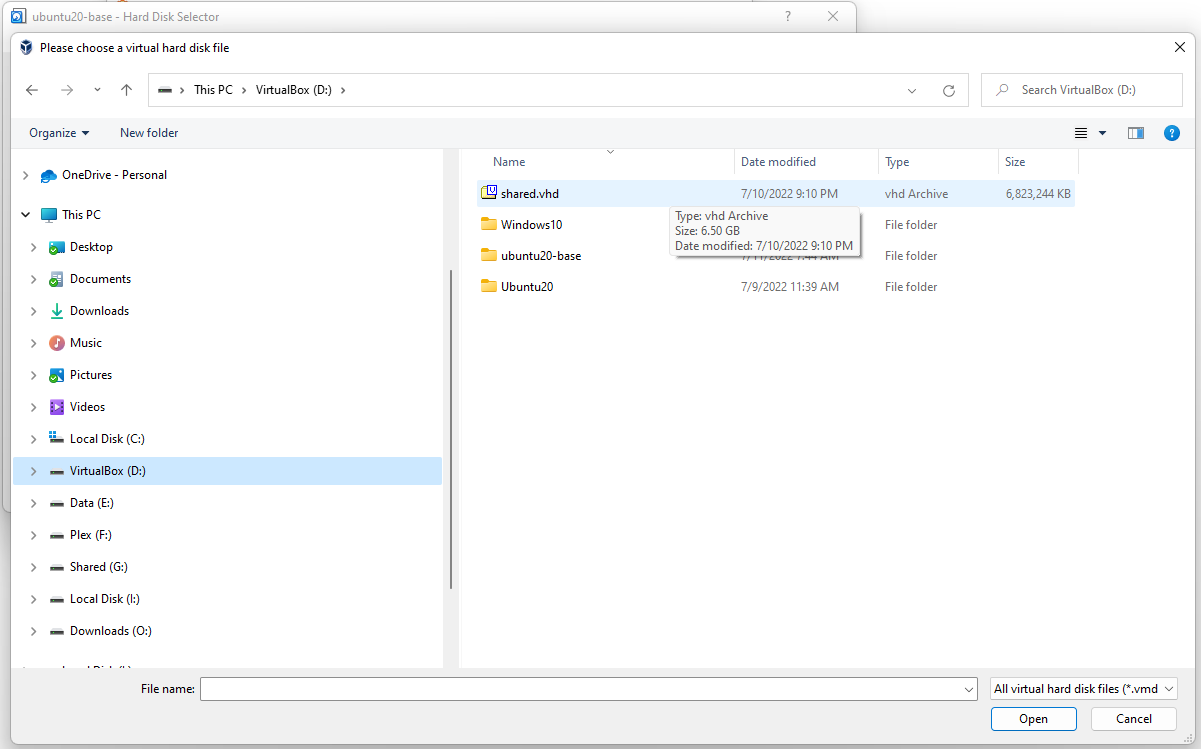 ubuntu20-base - Hard Disk Selector ?
Please choose a virtual hard disk file
This PC > VirtualBox (D:) >
Search VirtualBox (D:)
Organize New folder
?
OneDrive - Personal
This PC
Desktop
Documents
Downloads
Music
Pictures
Videos
Local Disk (C:)
VirtualBox (D:)
Data (E:)
Plex (F:)
Shared (G:)
Local Disk (I:)
Downloads (O:)
Name Date modified Type Size
shared.vhd 7/10/2022 9:10 PM vhd Archive 6,823,244 KB
Windows10 File folder
ubuntu20-base 7/11/2022 7:44 AM File folder
Ubuntu20 7/9/2022 11:39 AM File folder
Type: vhd Archive
Size: 6.50 GB
Date modified: 7/10/2022 9:10 PM
File name:
All virtual hard disk files (*.vmd
Open Cancel